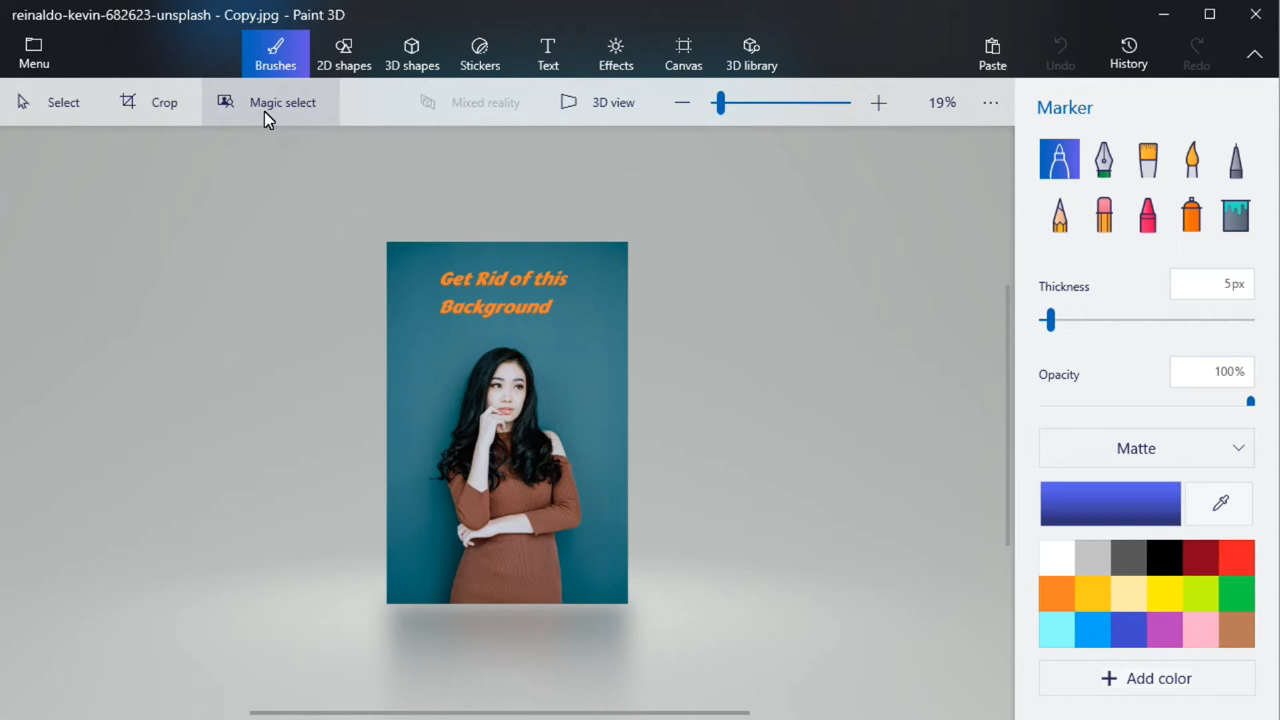 reinaldo-kevin-682623-unsplash - Copy.jpg - Paint 3D
Menu
Brushes
2D shapes
3D shapes
Stickers
Text
Effects
Canvas
3D library
Paste
Undo
History
Redo
Select
Crop
Magic select
Mixed reality
3D view
19%
Marker
Thickness
5px
Opacity
100%
Matte
Add color
Get Rid of this
Background